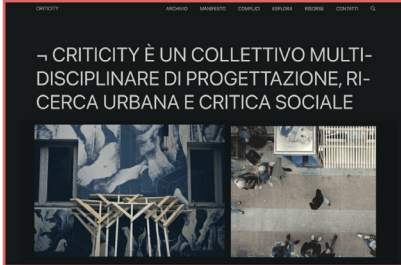 CRITICITY
ARCHIVIO MANIFESTO COMPLICI ESPLORA RISORSE CONTATTI
¬ CRITICITY È UN COLLETTIVO MULTI-
DISCIPLINARE DI PROGETTAZIONE, RI-
CERCA URBANA E CRITICA SOCIALE